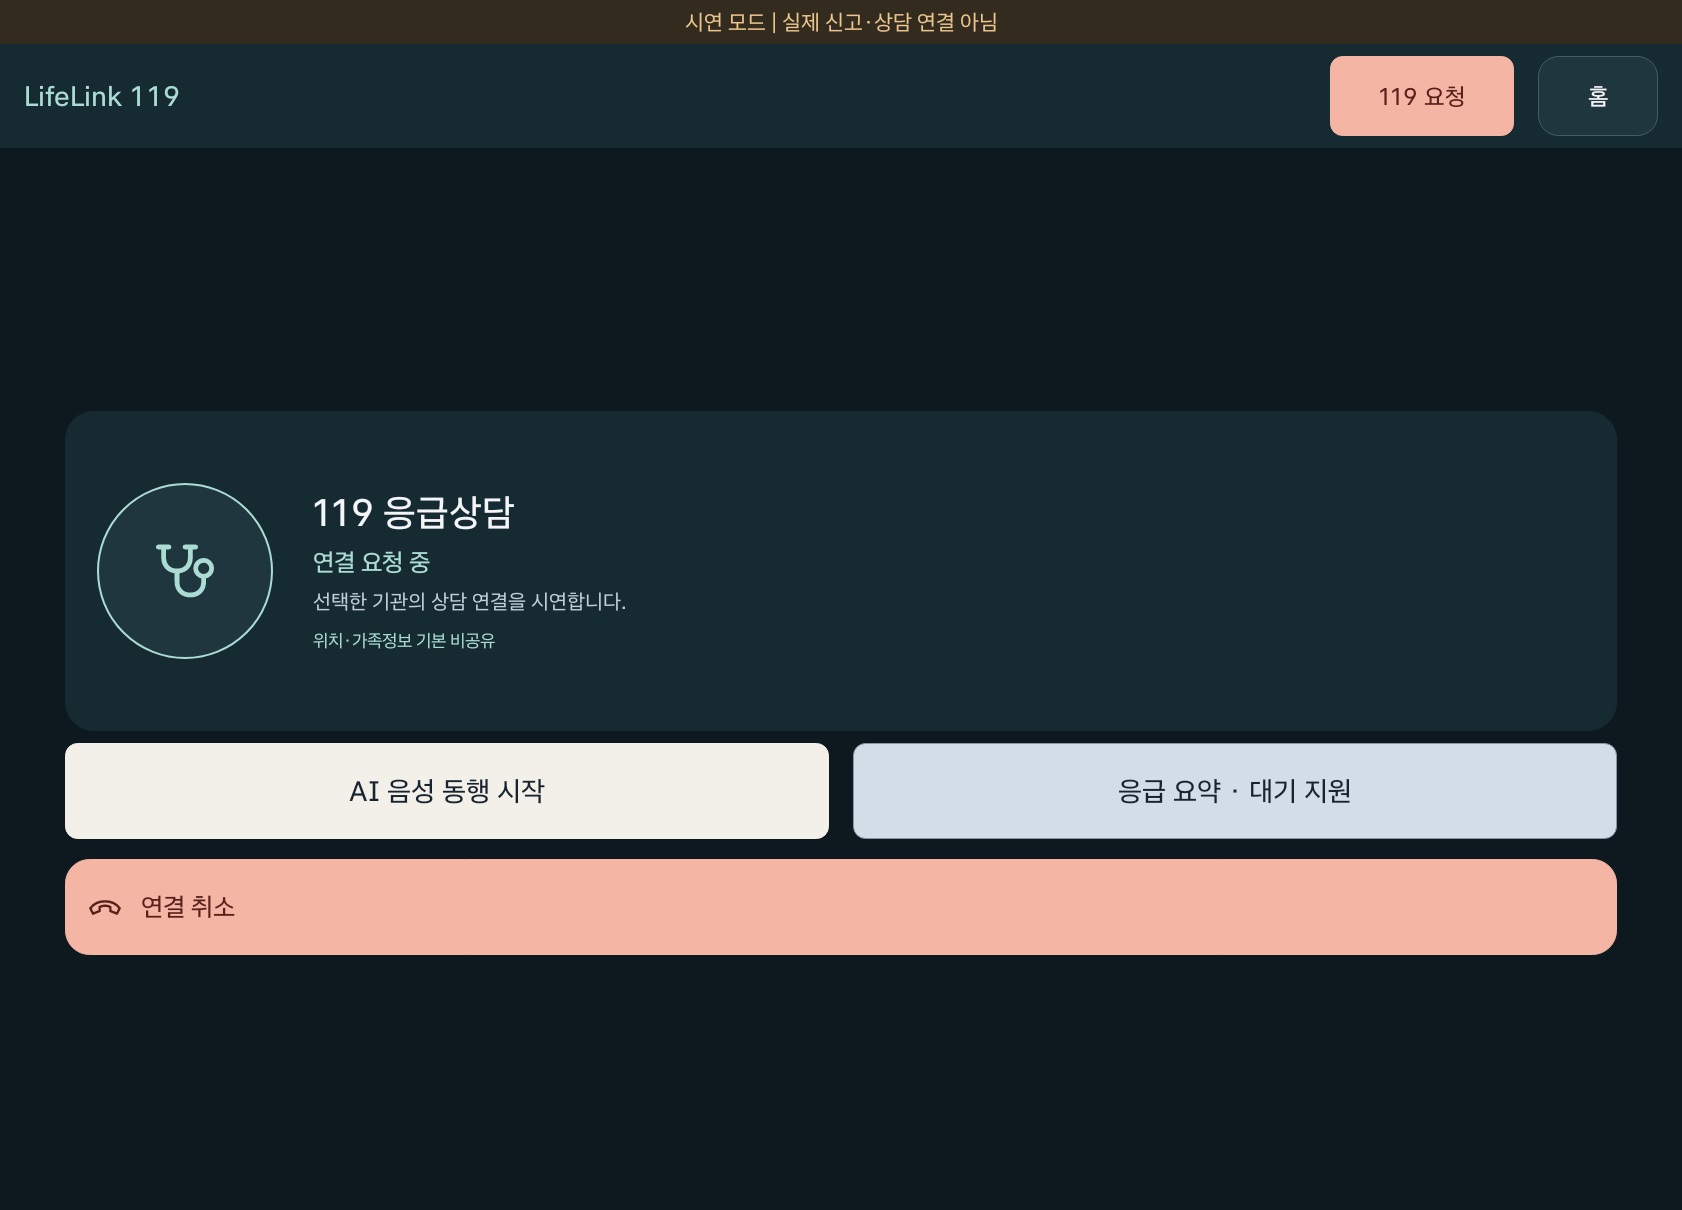 시연 모드 | 실제 신고·상담 연결 아님
LifeLink 119
119 요청
홈
119 응급상담
연결 요청 중
선택한 기관의 상담 연결을 시연합니다.
위치·가족정보 기본 비공유
AI 음성 동행 시작
응급 요약 · 대기 지원
연결 취소